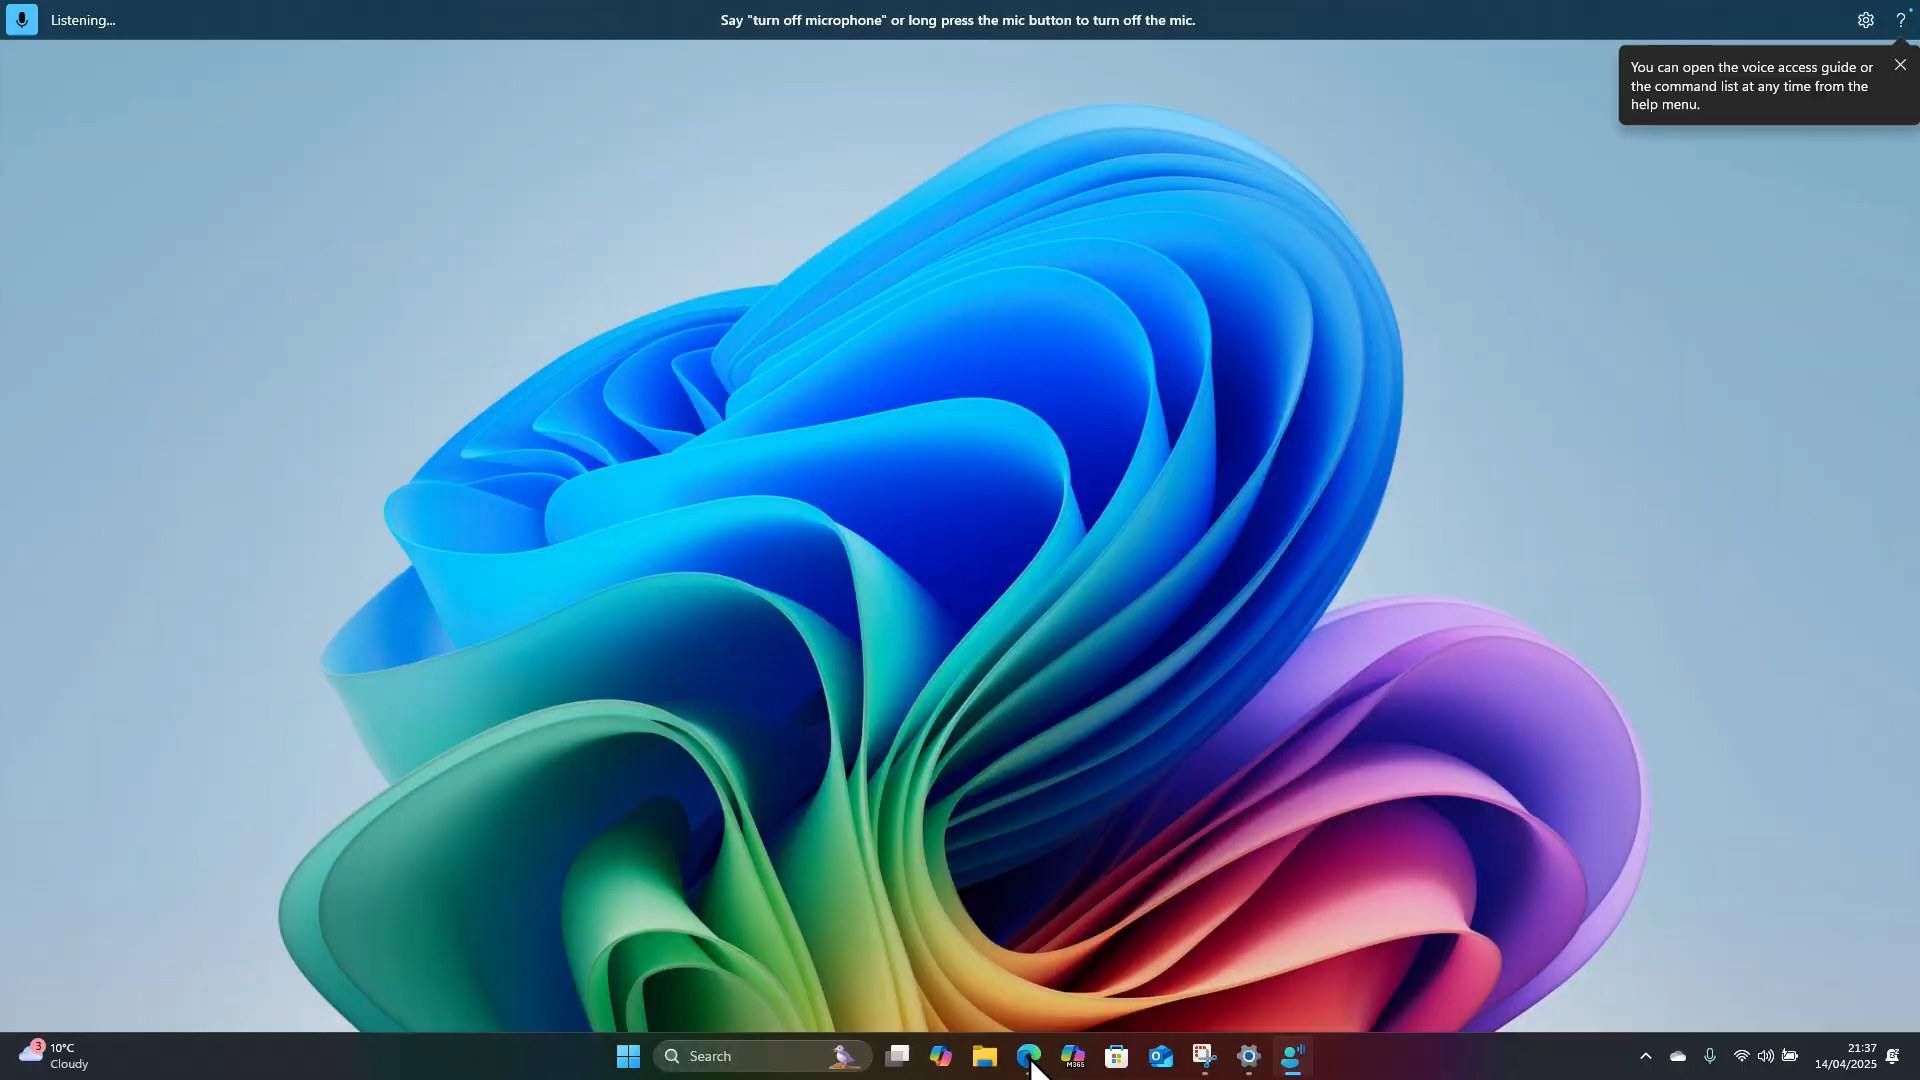 Listening...
Say "turn off microphone" or long press the mic button to turn off the mic.
?
You can open the voice access guide or
the command list at any time from the
help menu.
3
10°C
Cloudy
Search
M365
21:37
14/04/2025